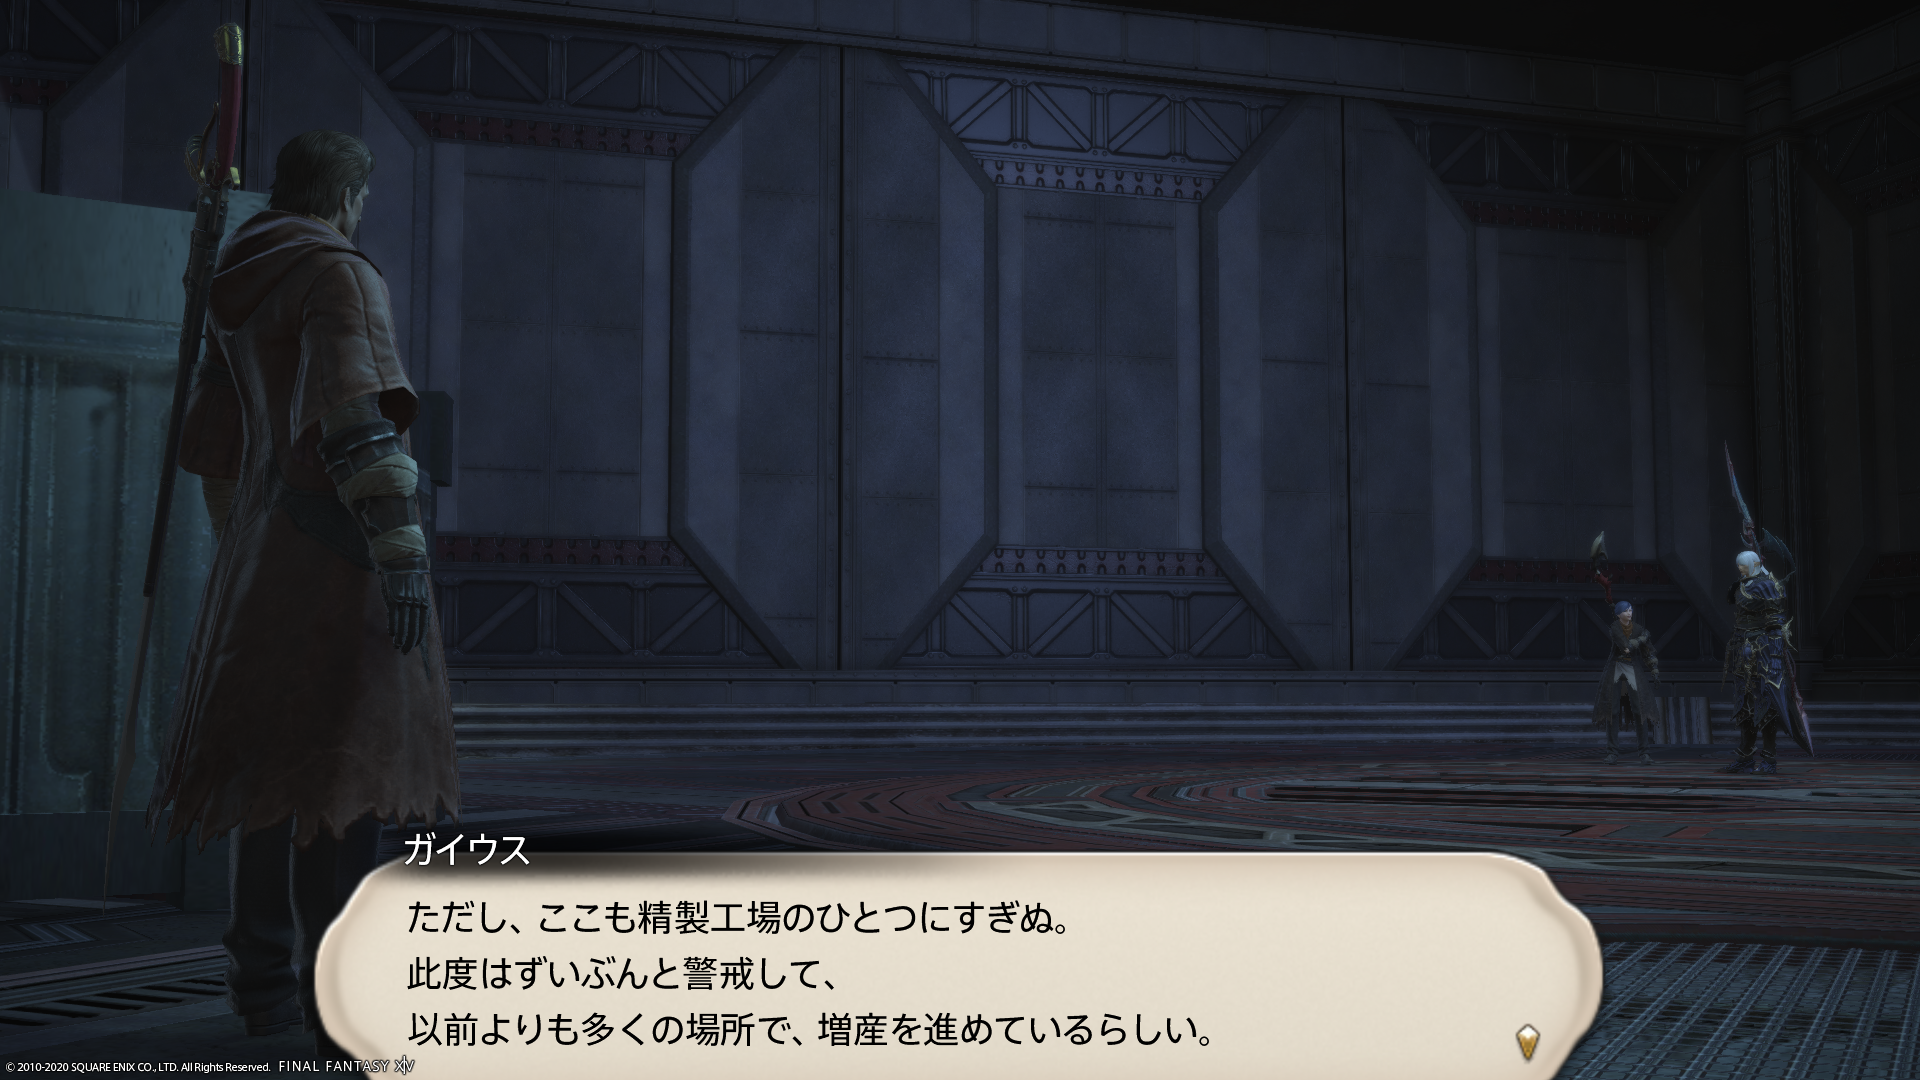 ガイウス
ただし、ここも精製工場のひとつにすぎぬ。
此度はずいぶんと警戒して、
以前よりも多くの場所で、増産を進めているらしい。
© 2010-2020 SQUARE ENIX CO., LTD. All Rights Reserved. FINAL FANTASY XIV